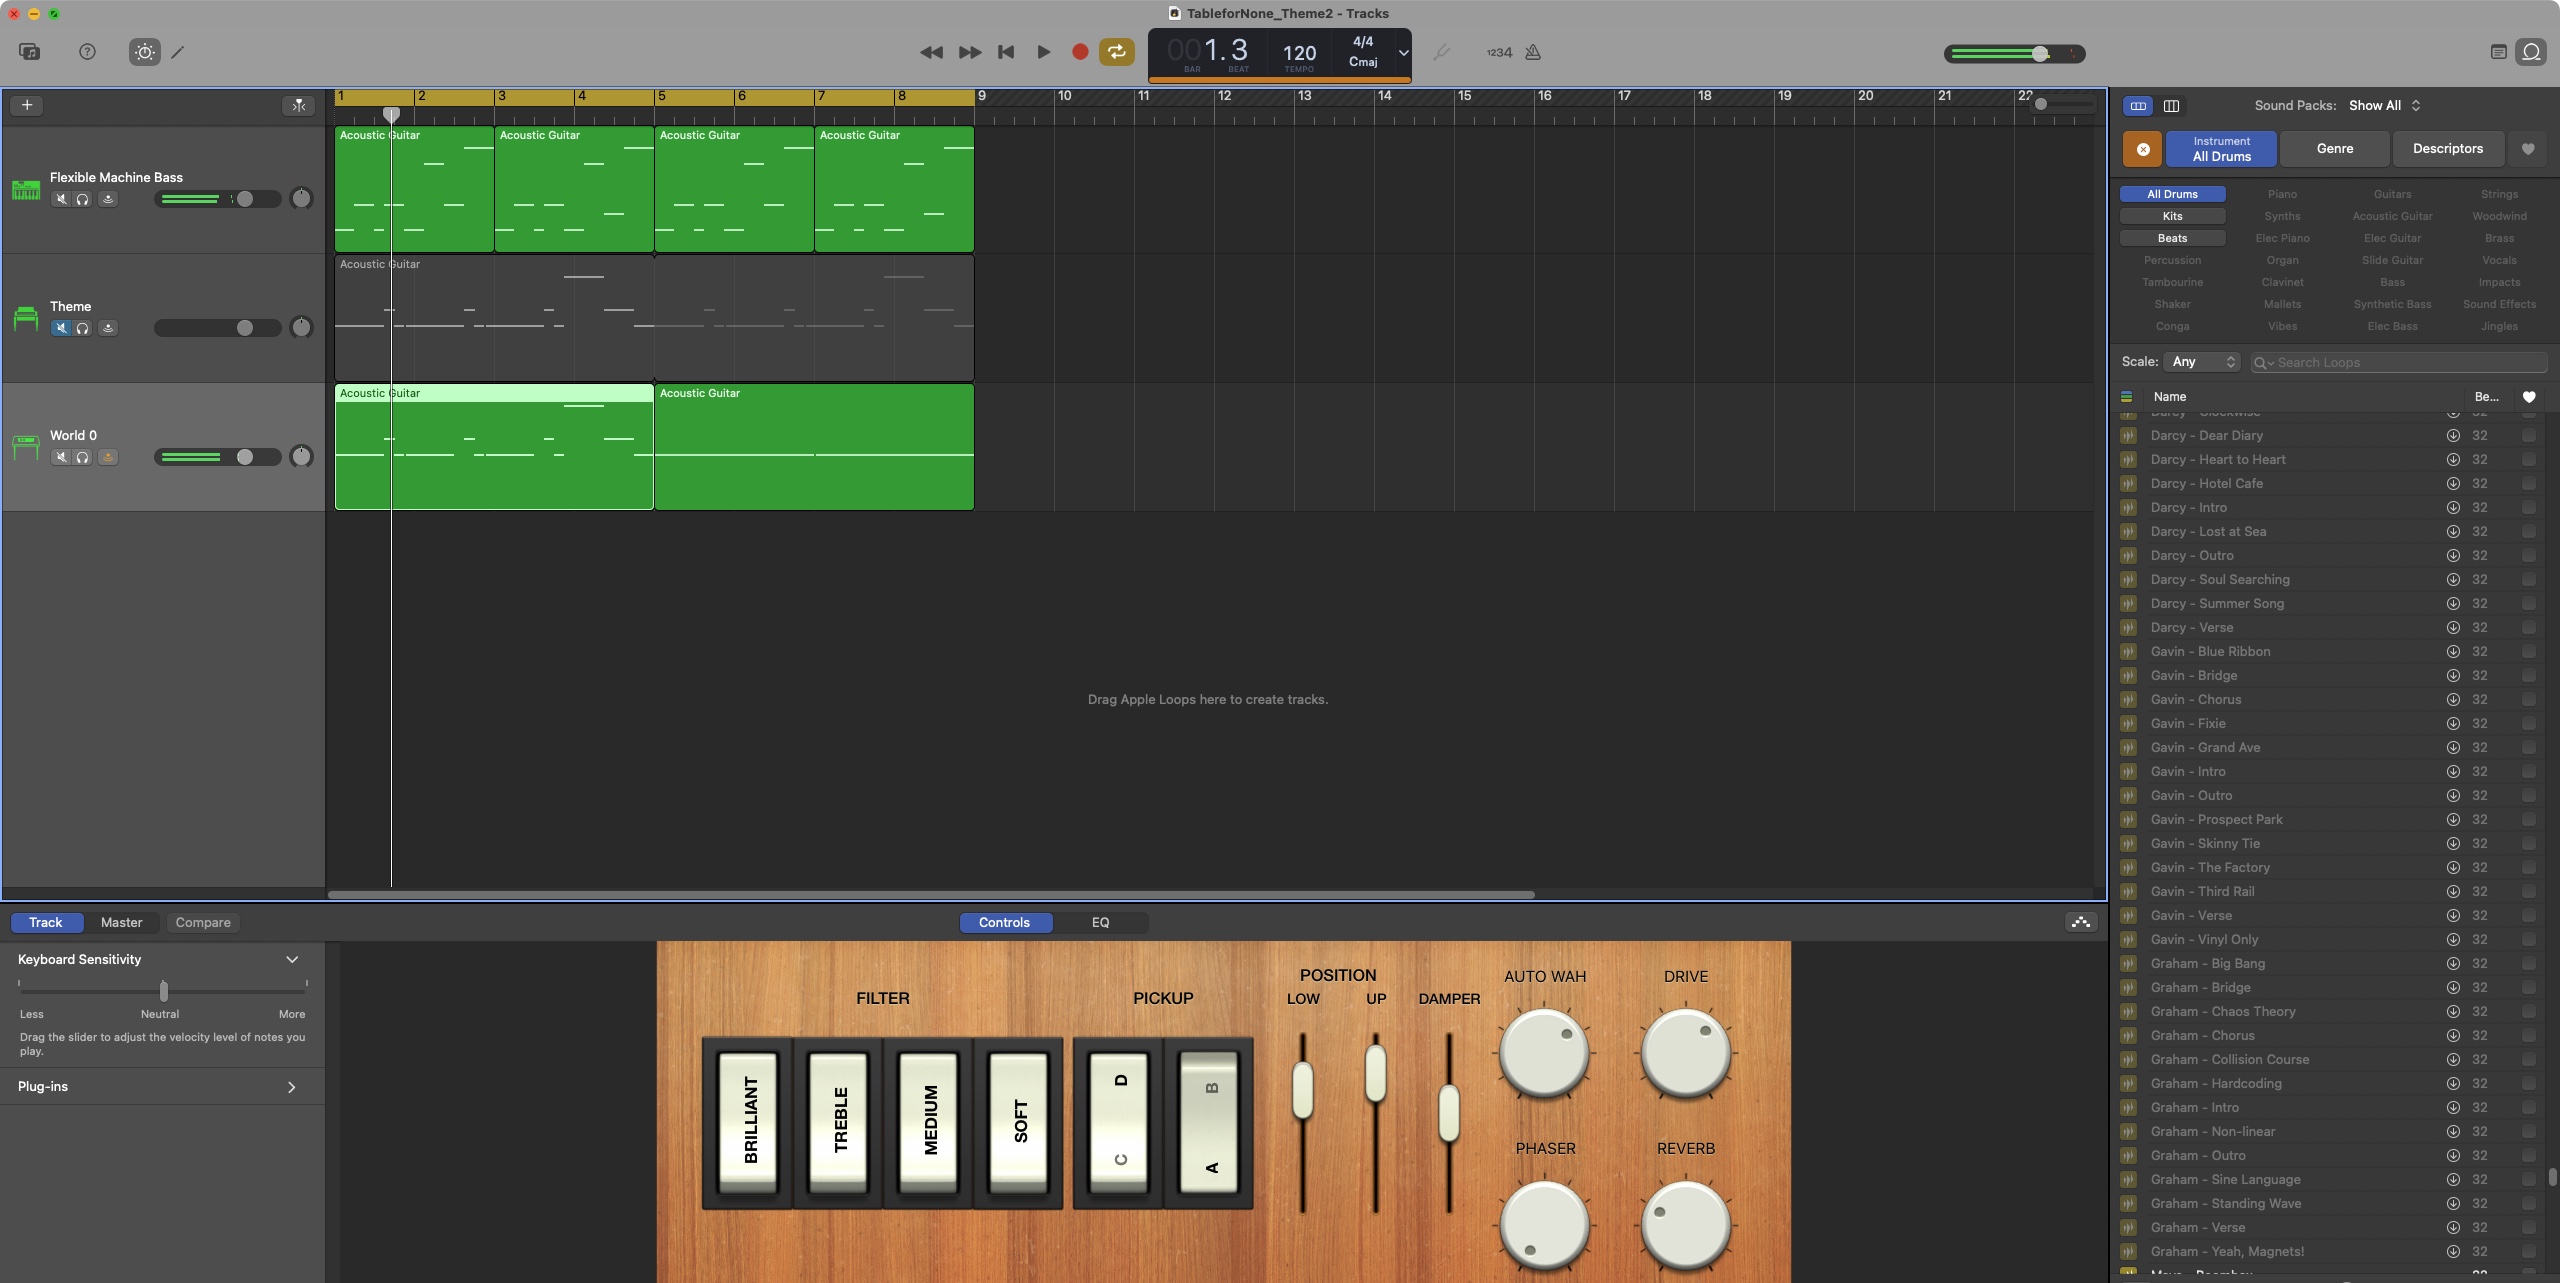 TableforNone_Theme2 - Tracks
001.3
BAR
BEAT
120
TEMPO
4/4
Cmaj
1234
1 2 3 4 5 6 7 8 9 10 11 12 13 14 15 16 17 18 19 20 21 22
Flexible Machine Bass
Acoustic Guitar
Acoustic Guitar
Acoustic Guitar
Acoustic Guitar
Theme
Acoustic Guitar
World 0
Acoustic Guitar
Acoustic Guitar
Drag Apple Loops here to create tracks.
Track
Master
Compare
Controls
EQ
Keyboard Sensitivity
Less
Neutral
More
Drag the slider to adjust the velocity level of notes you
play.
Plug-ins
FILTER
BRILLIANT
TREBLE
MEDIUM
SOFT
PICKUP
C D
A B
POSITION
LOW
UP
DAMPER
AUTO WAH
DRIVE
PHASER
REVERB
Sound Packs: Show All
Instrument
All Drums
Genre
Descriptors
All Drums Piano Guitars Strings
Kits Synths Acoustic Guitar Woodwind
Beats Elec Piano Elec Guitar Brass
Percussion Organ Slide Guitar Vocals
Tambourine Clavinet Bass Impacts
Shaker Mallets Synthetic Bass Sound Effects
Conga Vibes Elec Bass Jingles
Scale: Any
Search Loops
Name Be...
Darcy - Clockwise 32
Darcy - Dear Diary 32
Darcy - Heart to Heart 32
Darcy - Hotel Cafe 32
Darcy - Intro 32
Darcy - Lost at Sea 32
Darcy - Outro 32
Darcy - Soul Searching 32
Darcy - Summer Song 32
Darcy - Verse 32
Gavin - Blue Ribbon 32
Gavin - Bridge 32
Gavin - Chorus 32
Gavin - Fixie 32
Gavin - Grand Ave 32
Gavin - Intro 32
Gavin - Outro 32
Gavin - Prospect Park 32
Gavin - Skinny Tie 32
Gavin - The Factory 32
Gavin - Third Rail 32
Gavin - Verse 32
Gavin - Vinyl Only 32
Graham - Big Bang 32
Graham - Bridge 32
Graham - Chaos Theory 32
Graham - Chorus 32
Graham - Collision Course 32
Graham - Hardcoding 32
Graham - Intro 32
Graham - Non-linear 32
Graham - Outro 32
Graham - Sine Language 32
Graham - Standing Wave 32
Graham - Verse 32
Graham - Yeah, Magnets! 32